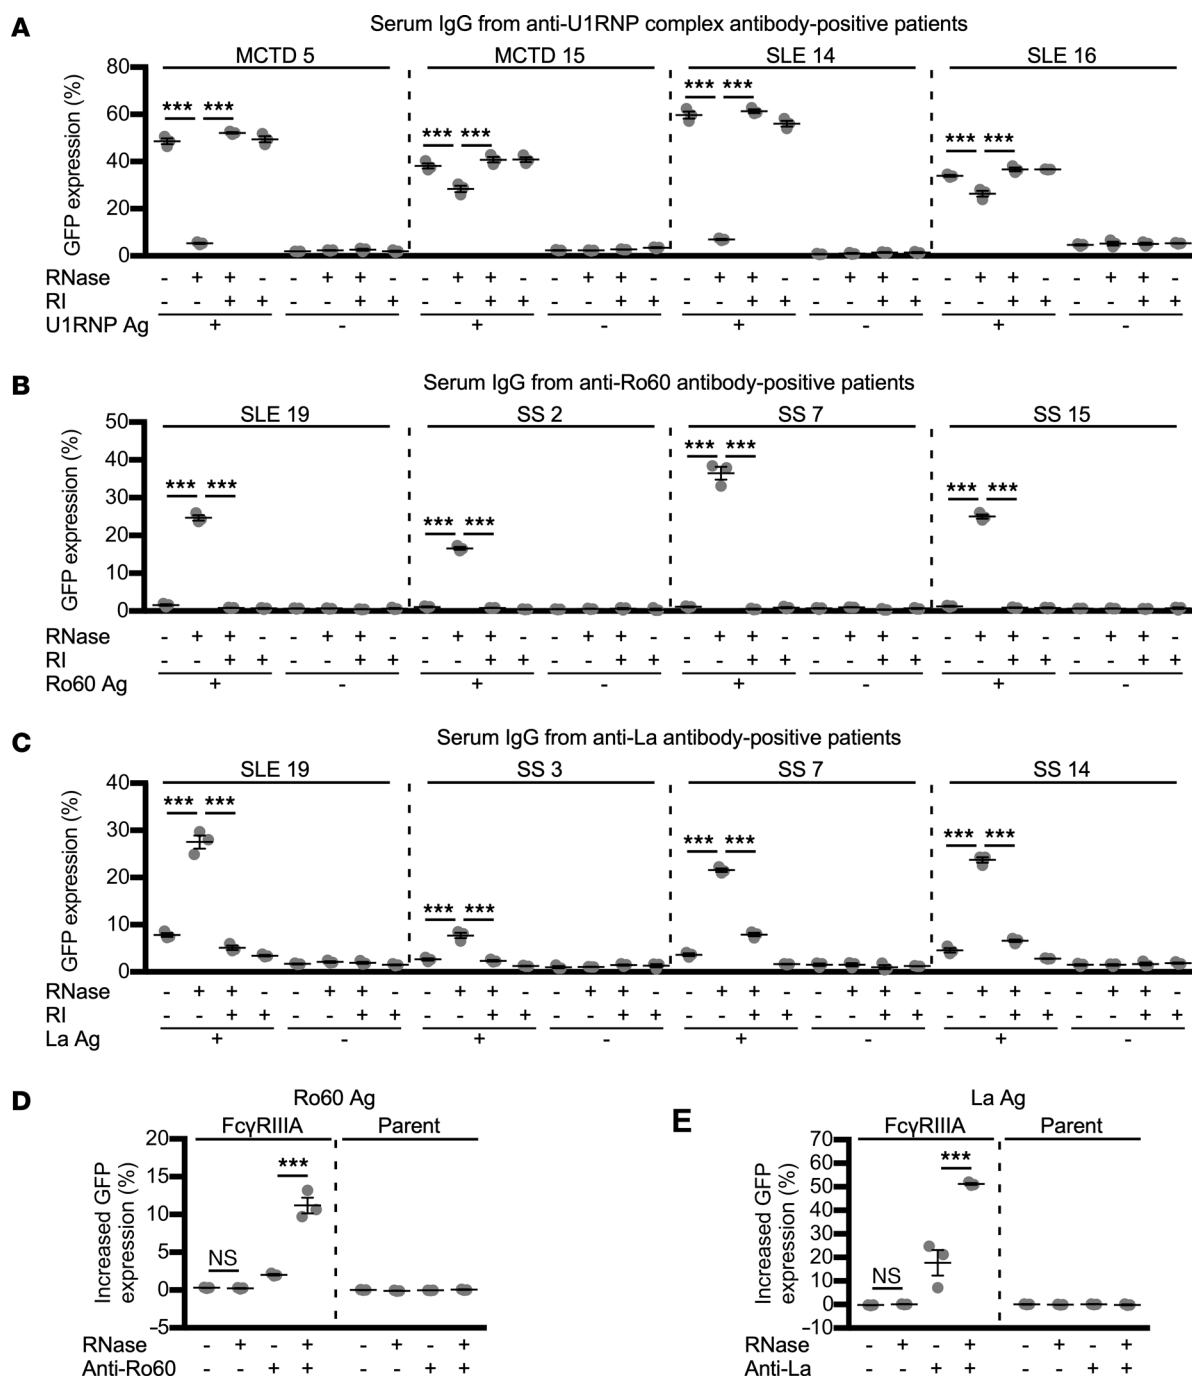 A
Serum IgG from anti-U1RNP complex antibody-positive patients
MCTD 5 MCTD 15 SLE 14 SLE 16
GFP expression (%)
80
60
40
20
0
*** *** *** *** *** *** *** ***
RNase - + + - - + + - - + + - - + + - - + + - - + + - - + + - - + + -
RI - - + + - - + + - - + + - - + + - - + + - - + + - - + + - - + +
U1RNP Ag + - + - + - + -
B
Serum IgG from anti-Ro60 antibody-positive patients
SLE 19 SS 2 SS 7 SS 15
GFP expression (%)
50
40
30
20
10
0
*** *** *** *** *** *** *** ***
RNase - + + - - + + - - + + - - + + - - + + - - + + - - + + - - + + -
RI - - + + - - + + - - + + - - + + - - + + - - + + - - + + - - + +
Ro60 Ag + - + - + - + -
C
Serum IgG from anti-La antibody-positive patients
SLE 19 SS 3 SS 7 SS 14
GFP expression (%)
40
30
20
10
0
*** *** *** *** *** *** *** ***
RNase - + + - - + + - - + + - - + + - - + + - - + + - - + + - - + + -
RI - - + + - - + + - - + + - - + + - - + + - - + + - - + + - - + +
La Ag + - + - + - + -
D
Ro60 Ag
FcγRIIIA Parent
Increased GFP
expression (%)
20
15
10
5
0
–5
NS ***
RNase - + - + - + - +
Anti-Ro60 - - + + - - + +
E
La Ag
FcγRIIIA Parent
Increased GFP
expression (%)
70
60
50
40
30
20
10
0
–10
NS ***
RNase - + - + - + - +
Anti-La - - + + - - + +